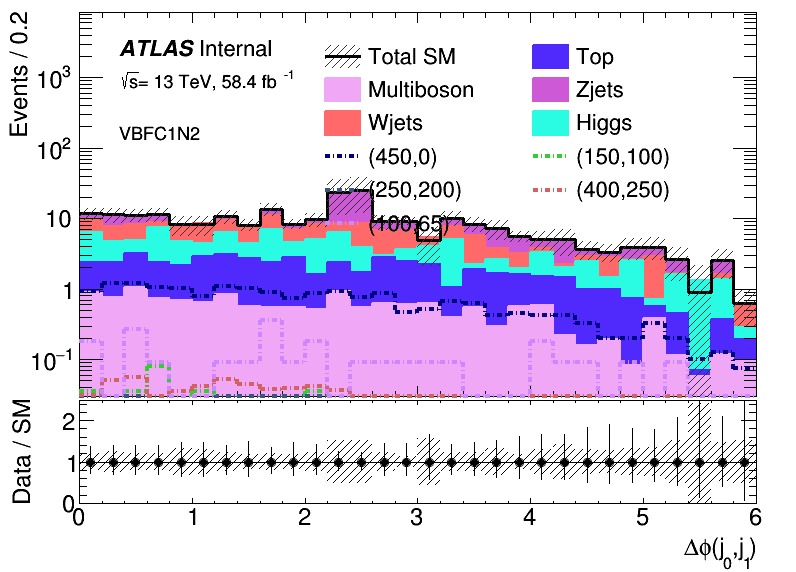 Events / 0.2
10³
10²
10
1
10⁻¹
ATLAS Internal
√s= 13 TeV, 58.4 fb ⁻¹
VBFC1N2
Total SM
Top
Multiboson
Zjets
Wjets
Higgs
(450,0)
(150,100)
(250,200)
(400,250)
(100,65)
Data / SM
2
1
0
0 1 2 3 4 5 6
Δϕ(j₀,j₁)